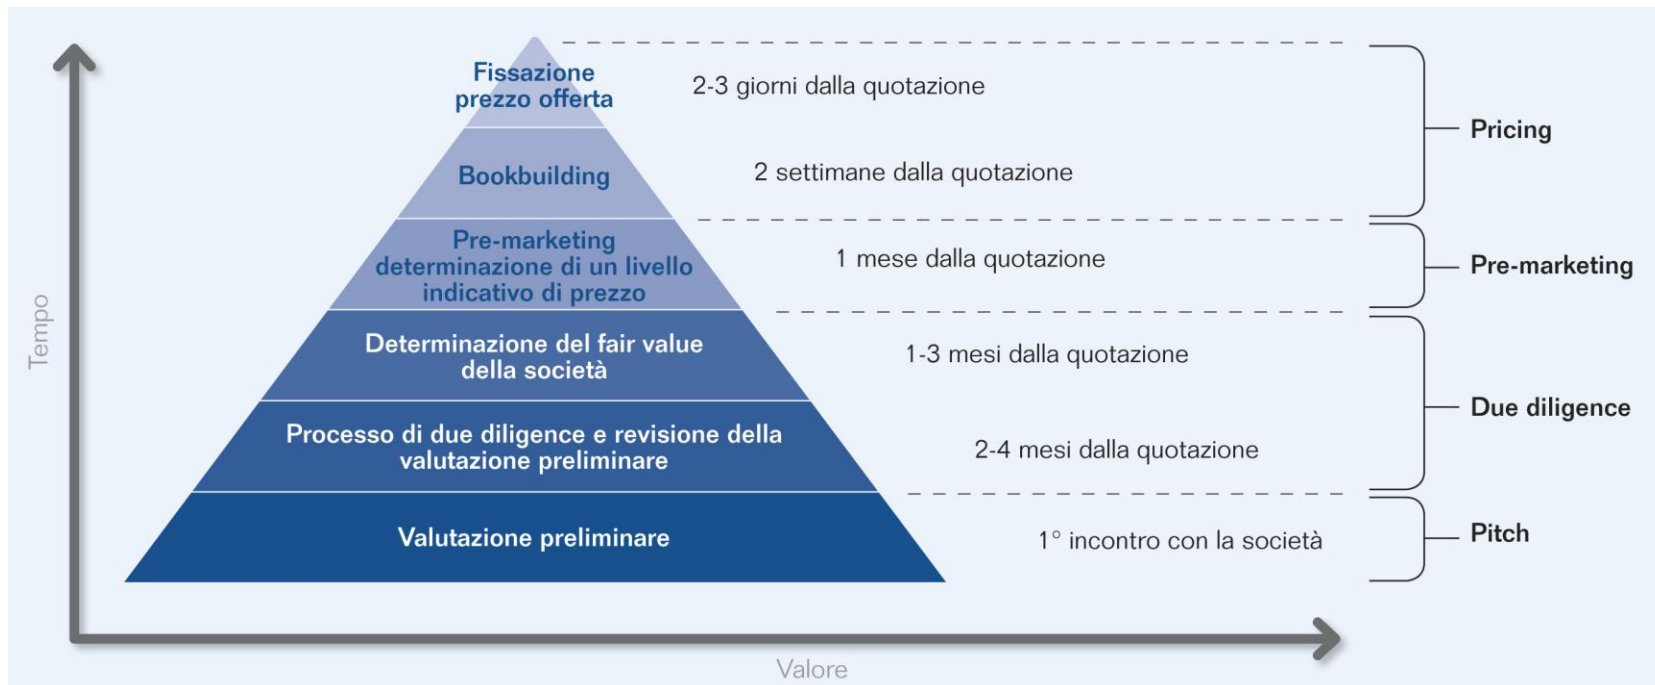 Fissazione
prezzo offerta
2-3 giorni dalla quotazione
Pricing
Bookbuilding
2 settimane dalla quotazione
Pre-marketing
determinazione di un livello
indicativo di prezzo
1 mese dalla quotazione
Pre-marketing
Determinazione del fair value
della società
1-3 mesi dalla quotazione
Due diligence
Processo di due diligence e revisione della
valutazione preliminare
2-4 mesi dalla quotazione
Valutazione preliminare
1° incontro con la società
Pitch
Tempo
Valore